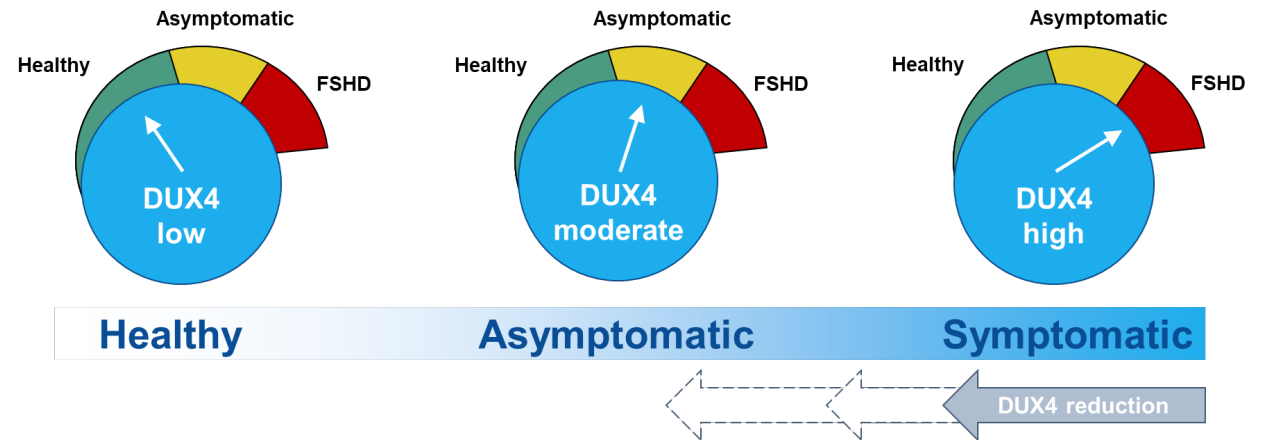 Asymptomatic
Healthy
FSHD
DUX4
low
Asymptomatic
Healthy
FSHD
DUX4
moderate
Asymptomatic
Healthy
FSHD
DUX4
high
Healthy
Asymptomatic
Symptomatic
DUX4 reduction